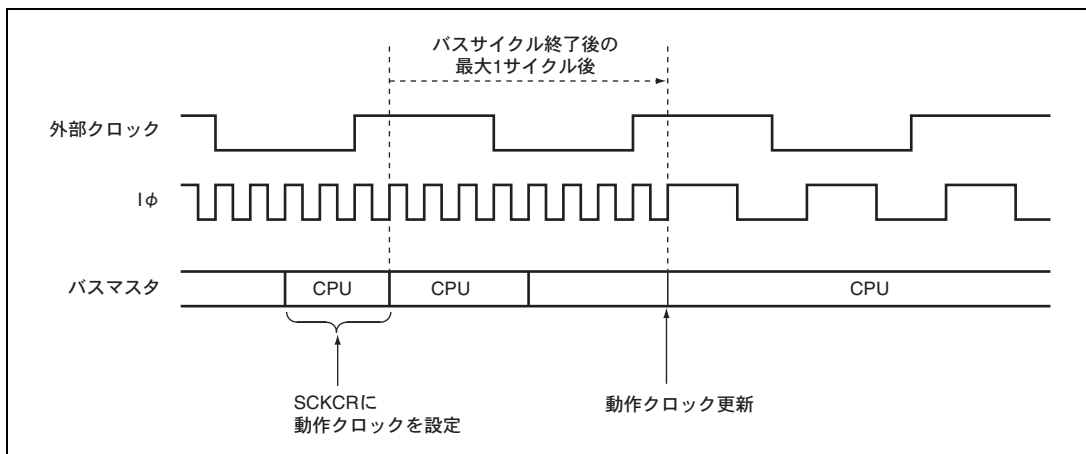 バスサイクル終了後の
最大1サイクル後
外部クロック
Iφ
バスマスタ
CPU
CPU
CPU
SCKCRに
動作クロックを設定
動作クロック更新